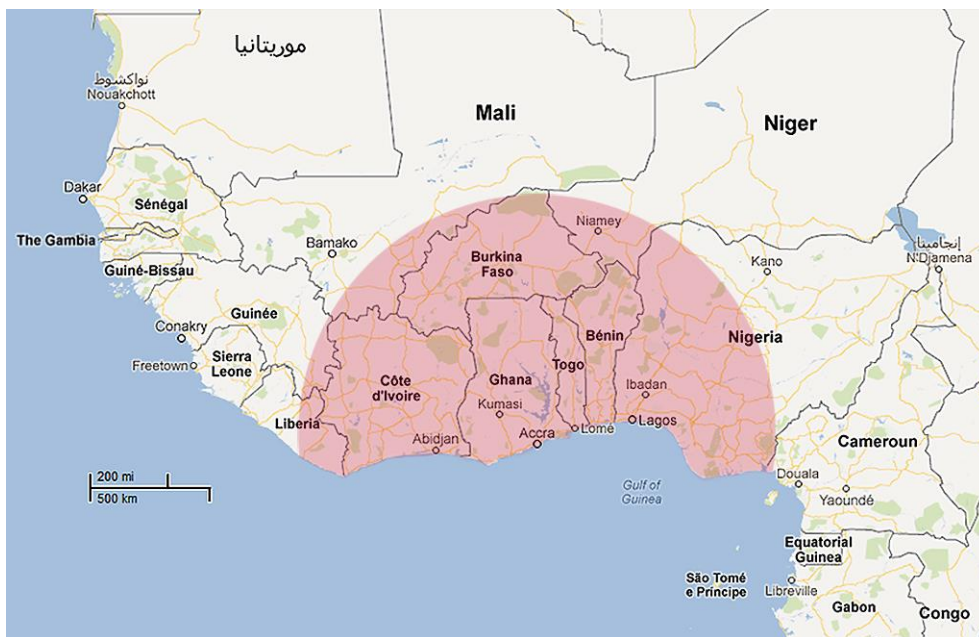 موريتانيا
نواكشوط
Nouakchott
Mali
Niger
Dakar
Sénégal
The Gambia
Bamako
Niamey
Kano
إنجامينا
N'Djamena
Burkina
Faso
Guiné-Bissau
Guinée
Conakry
Freetown
Sierra
Leone
Liberia
Côte
d'Ivoire
Abidjan
Ghana
Kumasi
Accra
Togo
Bénin
Lomé
Ibadan
Lagos
Nigeria
Cameroun
Douala
Yaoundé
Gulf of
Guinea
200 mi
500 km
Equatorial
Guinea
São Tomé
e Príncipe
Libreville
Gabon
Congo